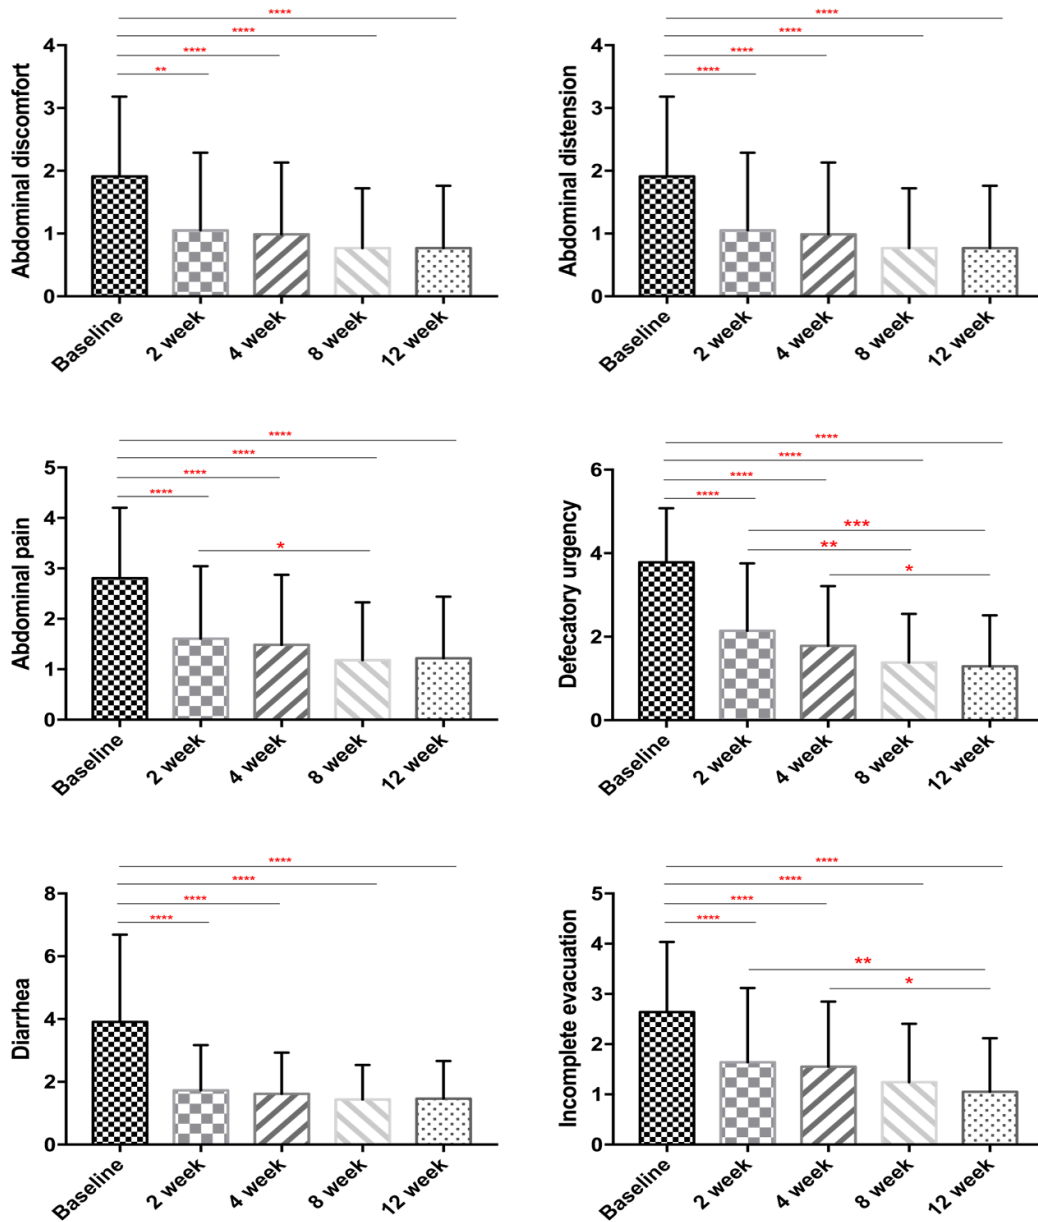 ****
****
****
**
Abdominal discomfort
4
3
2
1
0
Baseline
2 week
4 week
8 week
12 week
****
****
****
****
Abdominal distension
4
3
2
1
0
Baseline
2 week
4 week
8 week
12 week
****
****
****
****
*
Abdominal pain
5
4
3
2
1
0
Baseline
2 week
4 week
8 week
12 week
****
****
****
****
***
**
*
Defecatory urgency
6
4
2
0
Baseline
2 week
4 week
8 week
12 week
****
****
****
****
Diarrhea
8
6
4
2
0
Baseline
2 week
4 week
8 week
12 week
****
****
****
****
**
*
Incomplete evacuation
5
4
3
2
1
0
Baseline
2 week
4 week
8 week
12 week